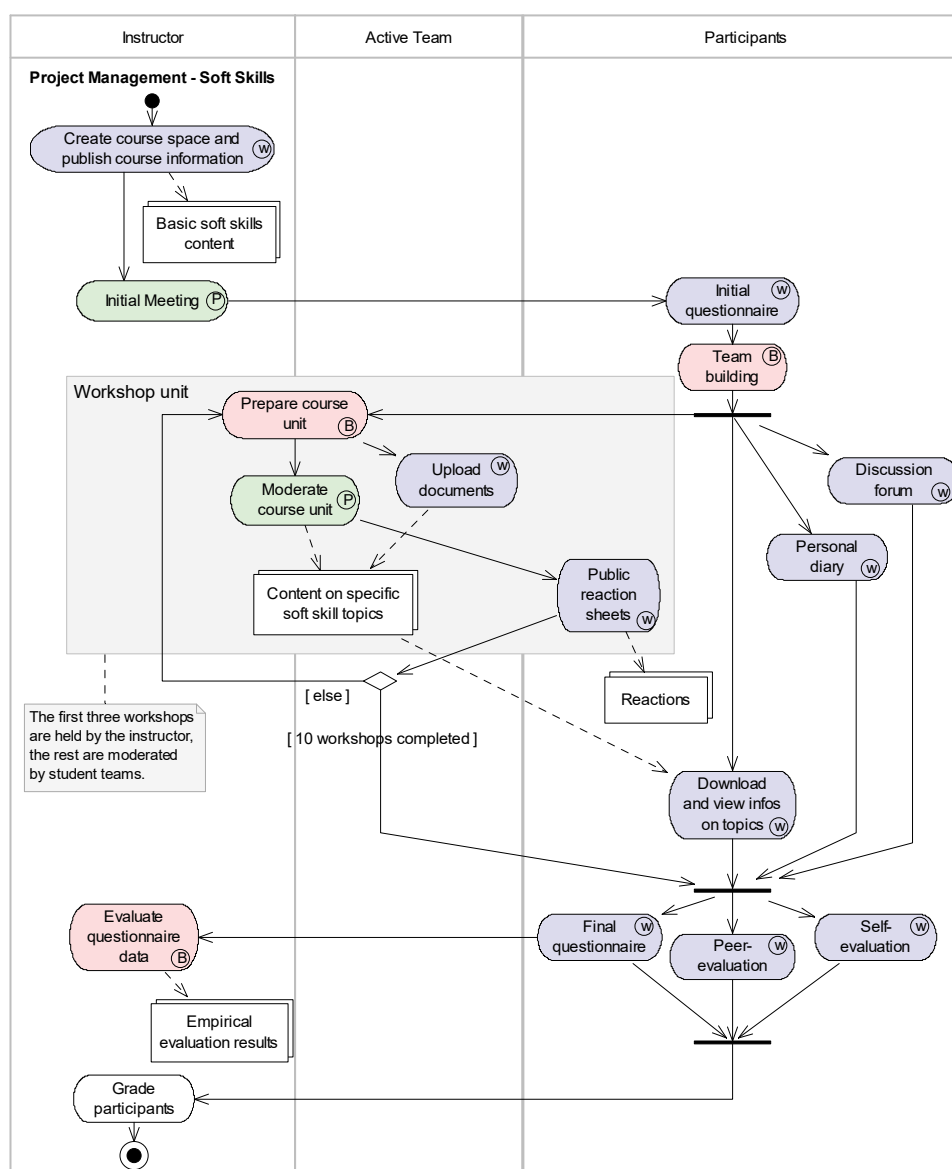 Instructor
Active Team
Participants
Project Management - Soft Skills
Create course space and
publish course information
W
Basic soft skills
content
Initial Meeting
P
Initial
questionnaire
W
Team
building
B
Workshop unit
Prepare course
unit
B
Upload
documents
W
Moderate
course unit
P
Discussion
forum
W
Personal
diary
W
Content on specific
soft skill topics
Public
reaction
sheets
W
[ else ]
Reactions
The first three workshops
are held by the instructor,
the rest are moderated
by student teams.
[ 10 workshops completed ]
Download
and view infos
on topics
W
Evaluate
questionnaire
data
B
Final
questionnaire
W
Peer-
evaluation
W
Self-
evaluation
W
Empirical
evaluation results
Grade
participants